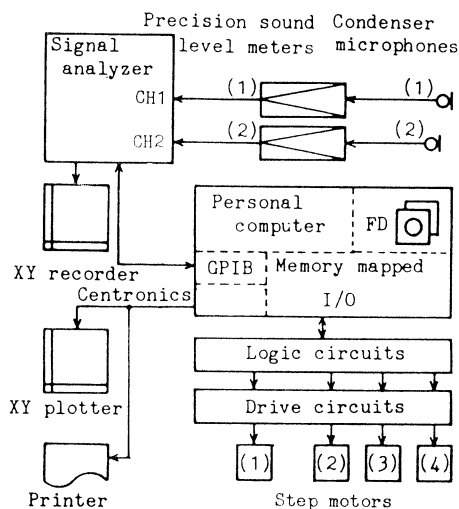 Precision sound level meters
Condenser microphones
Signal analyzer
CH1
CH2
(1)
(1)
(2)
(2)
XY recorder
Personal computer
FD
GPIB
Memory mapped I/O
Centronics
XY plotter
Printer
Logic circuits
Drive circuits
(1)
(2)
(3)
(4)
Step motors